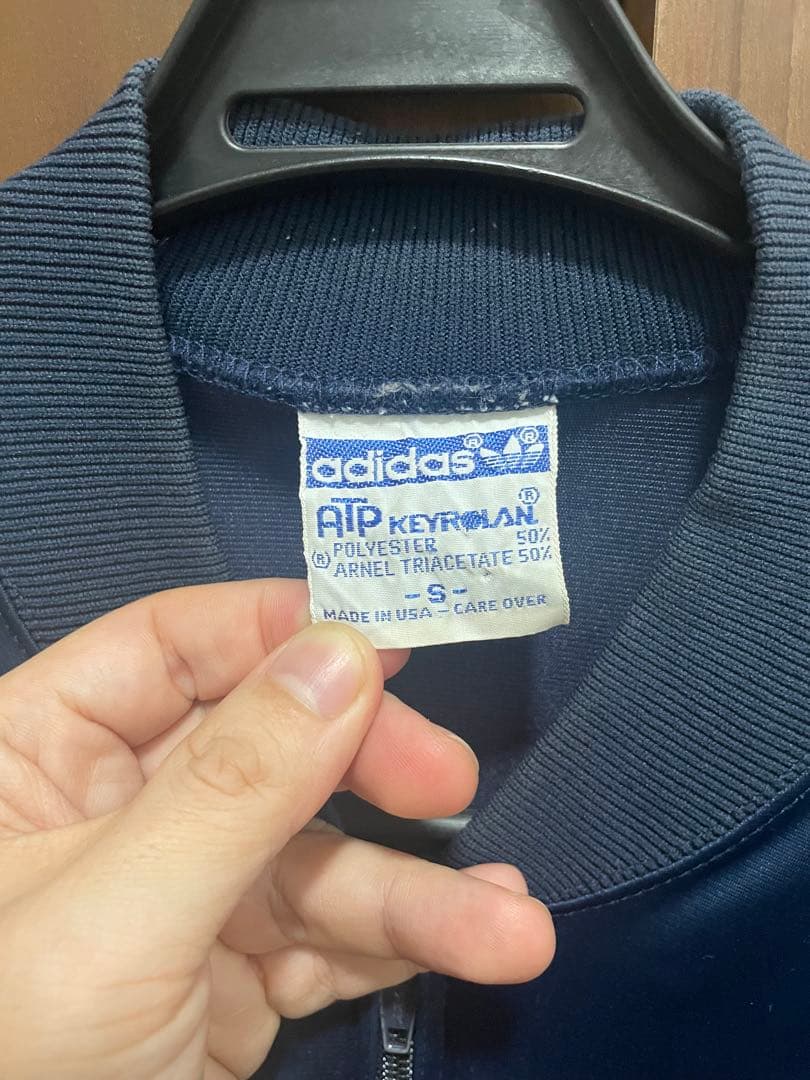 adidas® ®
ATP KEYROLAN®
POLYESTER 50%
® ARNEL TRIACETATE 50%
-S-
MADE IN USA - CARE OVER